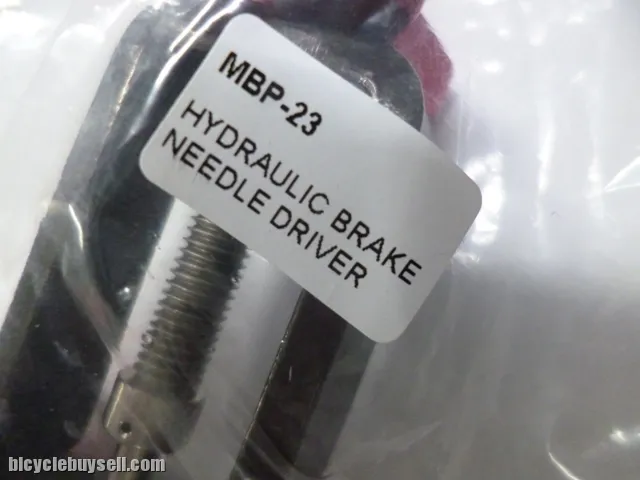 MBP-23
HYDRAULIC BRAKE
NEEDLE DRIVER
bicyclebuysell.com